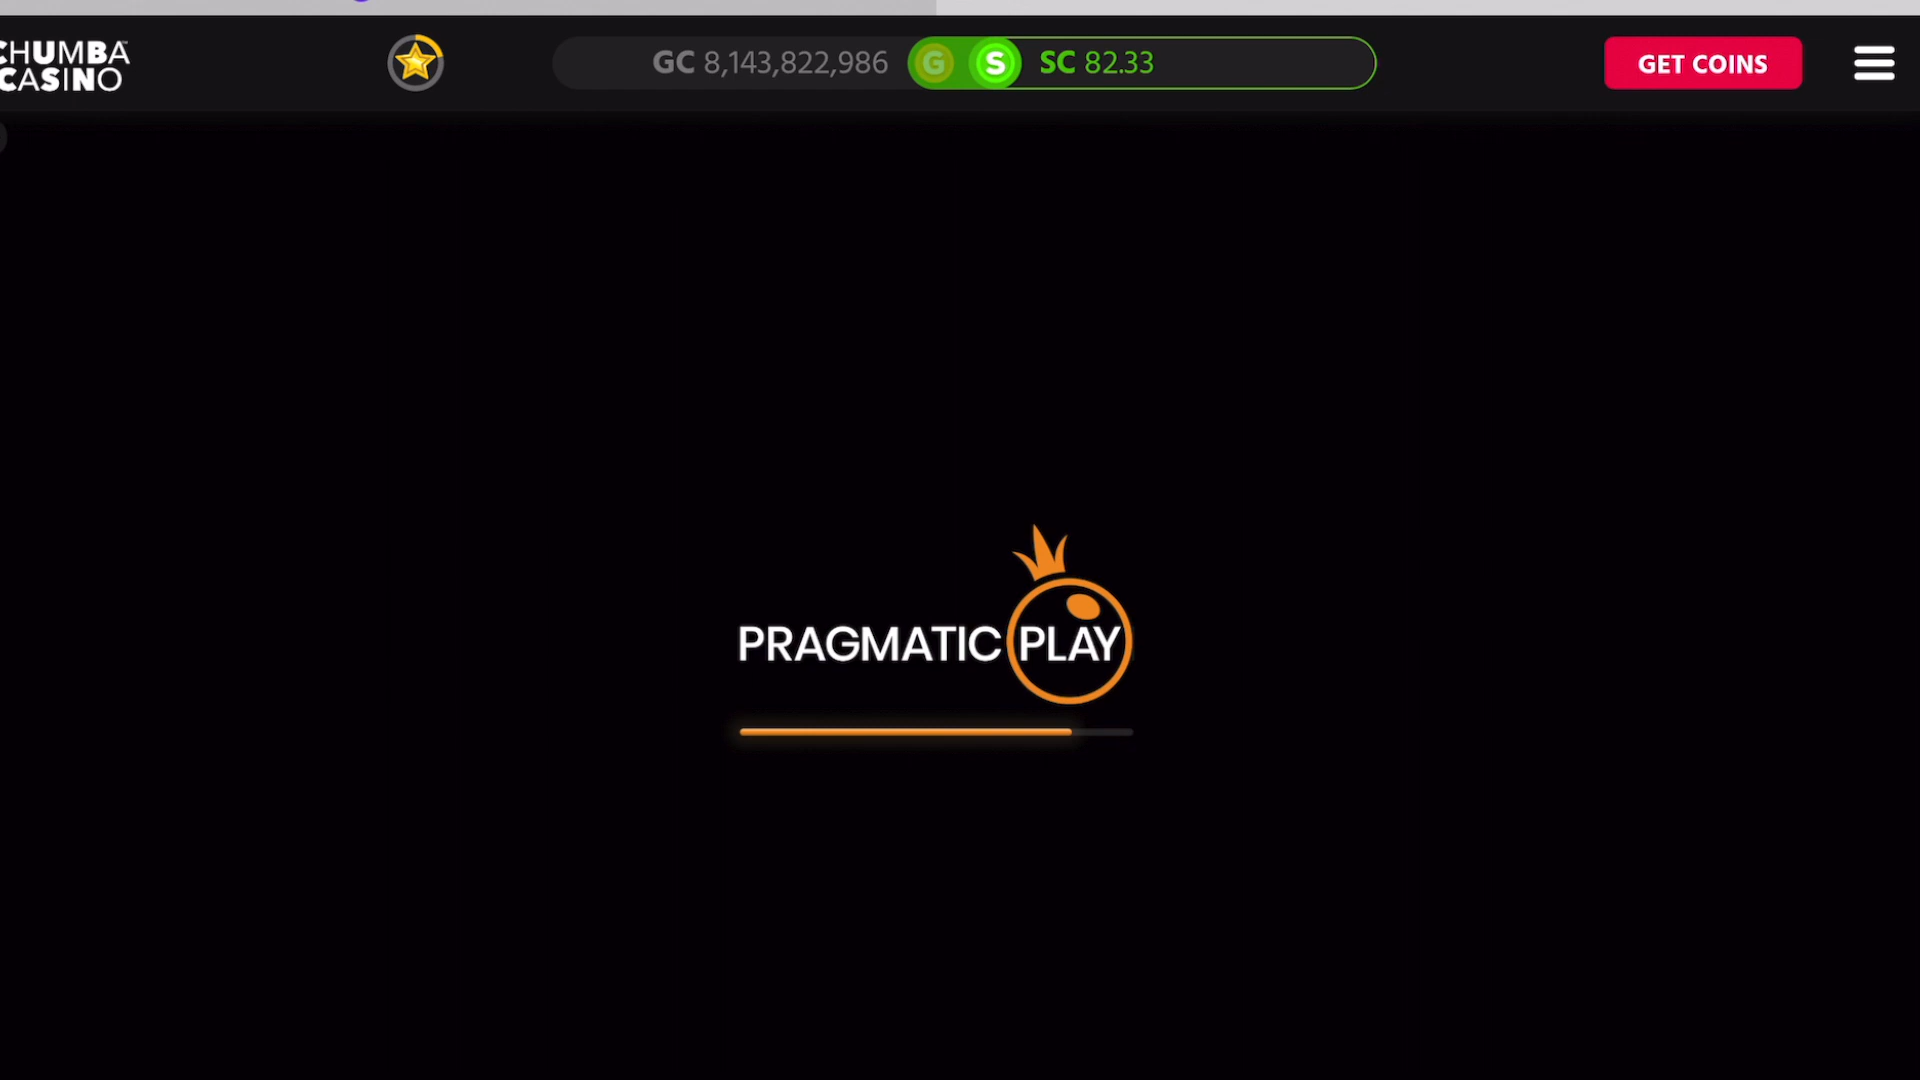 CHUMBA
CASINO
GC 8,143,822,986 G S SC 82.33
GET COINS
PRAGMATIC PLAY